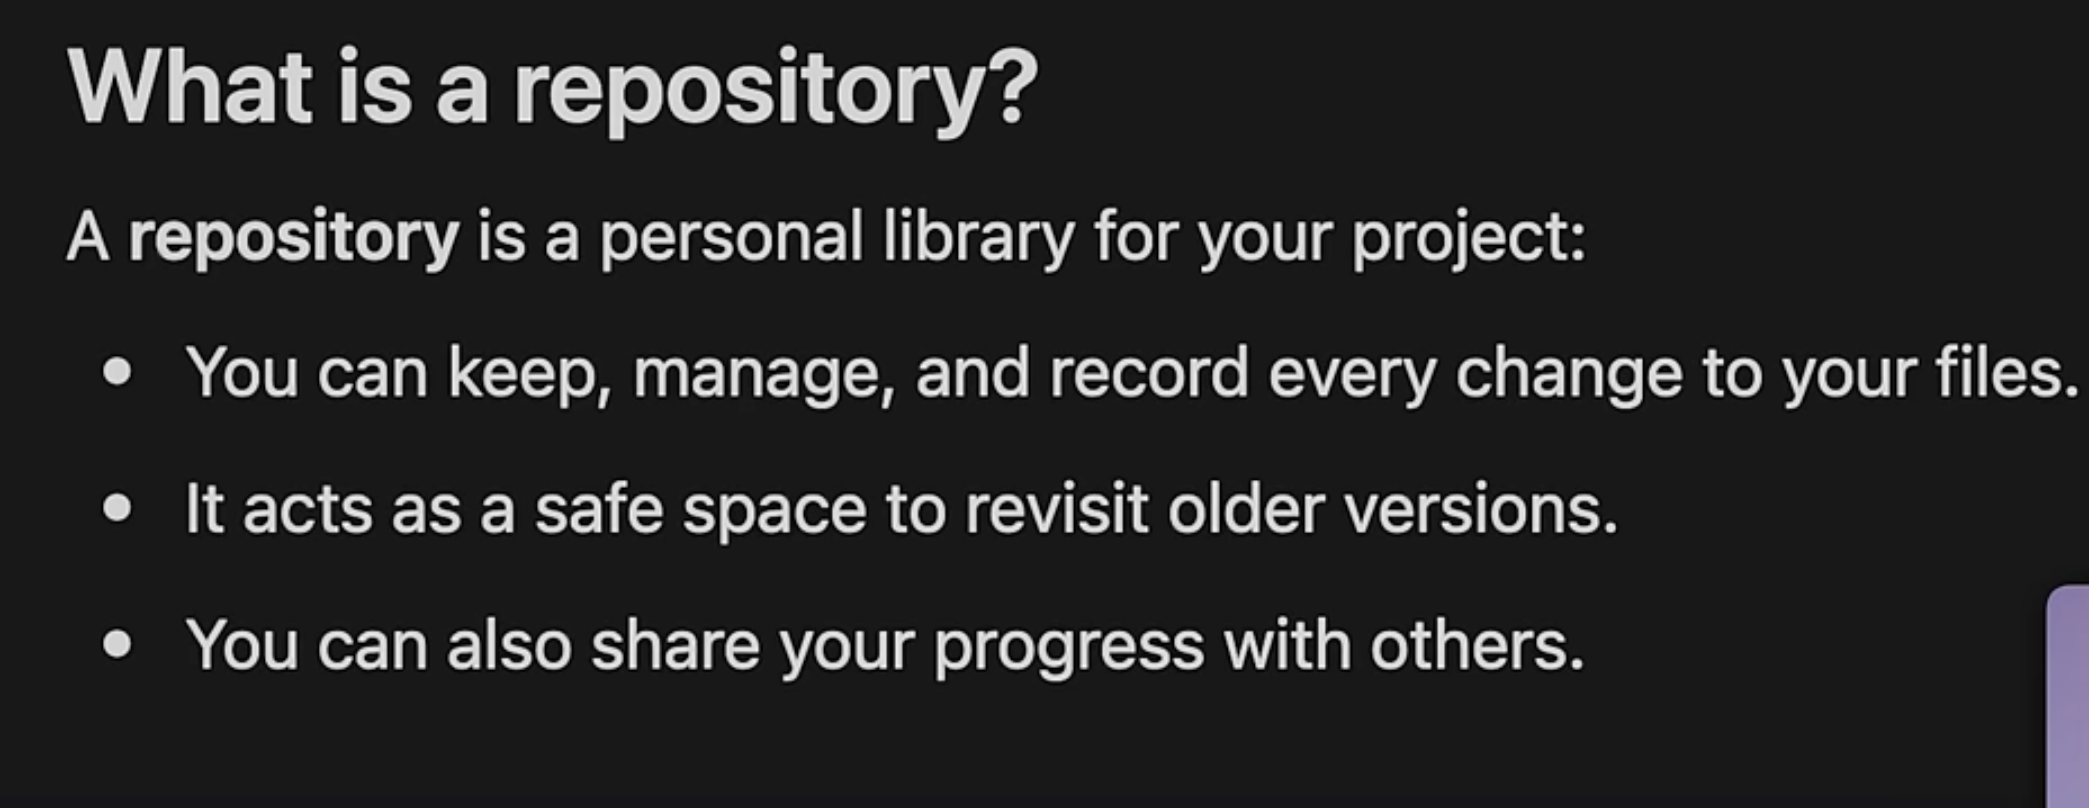 What is a repository?
A repository is a personal library for your project:
• You can keep, manage, and record every change to your files.
• It acts as a safe space to revisit older versions.
• You can also share your progress with others.